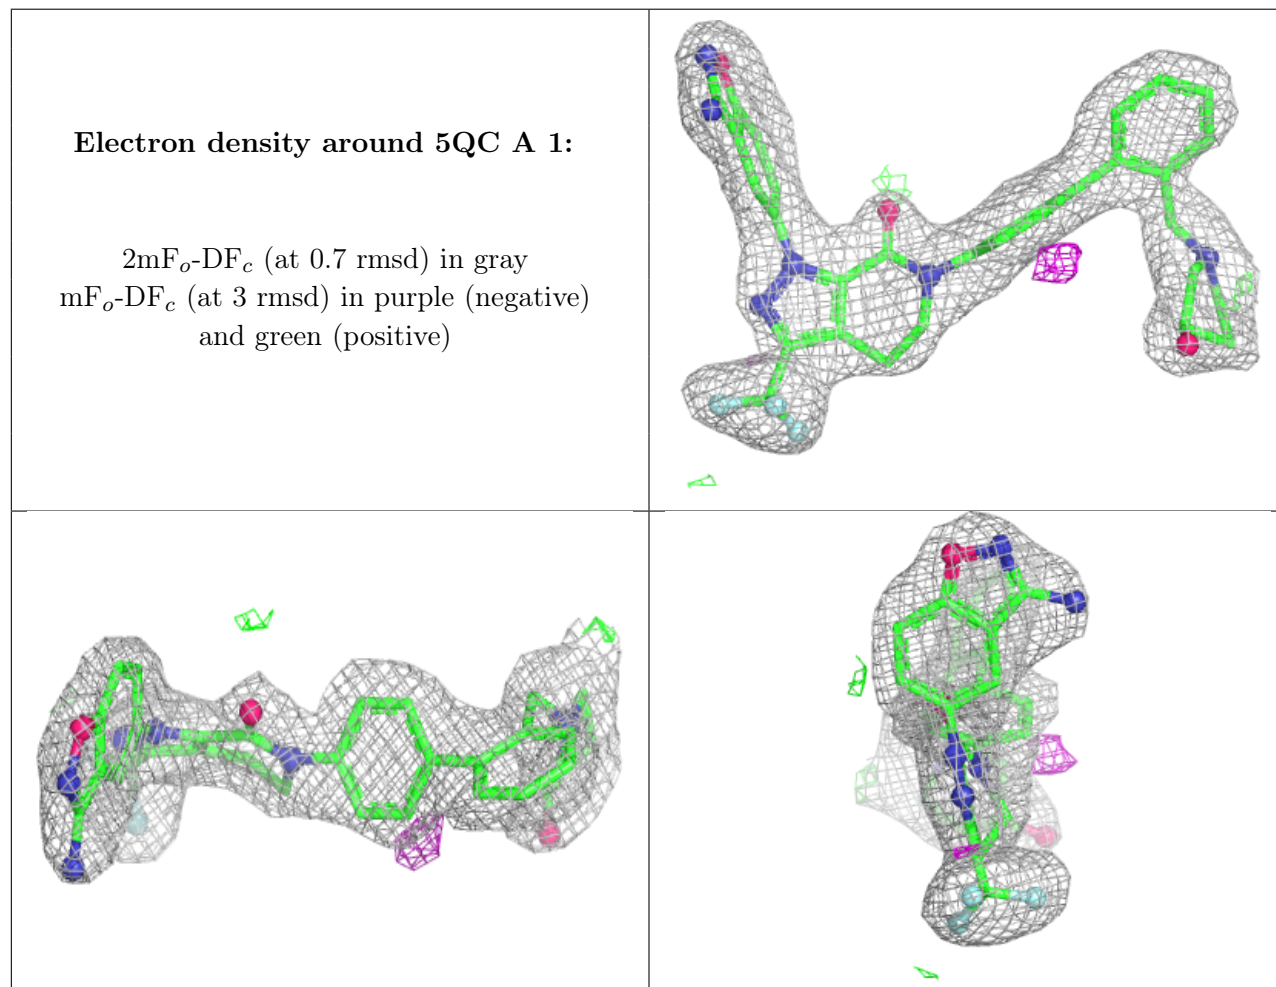 Electron density around 5QC A 1:
2mFo-DFc (at 0.7 rmsd) in gray
mFo-DFc (at 3 rmsd) in purple (negative)
and green (positive)